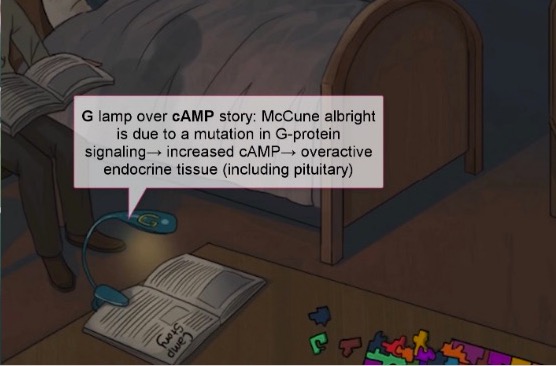 G lamp over cAMP story: McCune albright
is due to a mutation in G-protein
signaling→ increased cAMP→ overactive
endocrine tissue (including pituitary)
G
Camp
Story